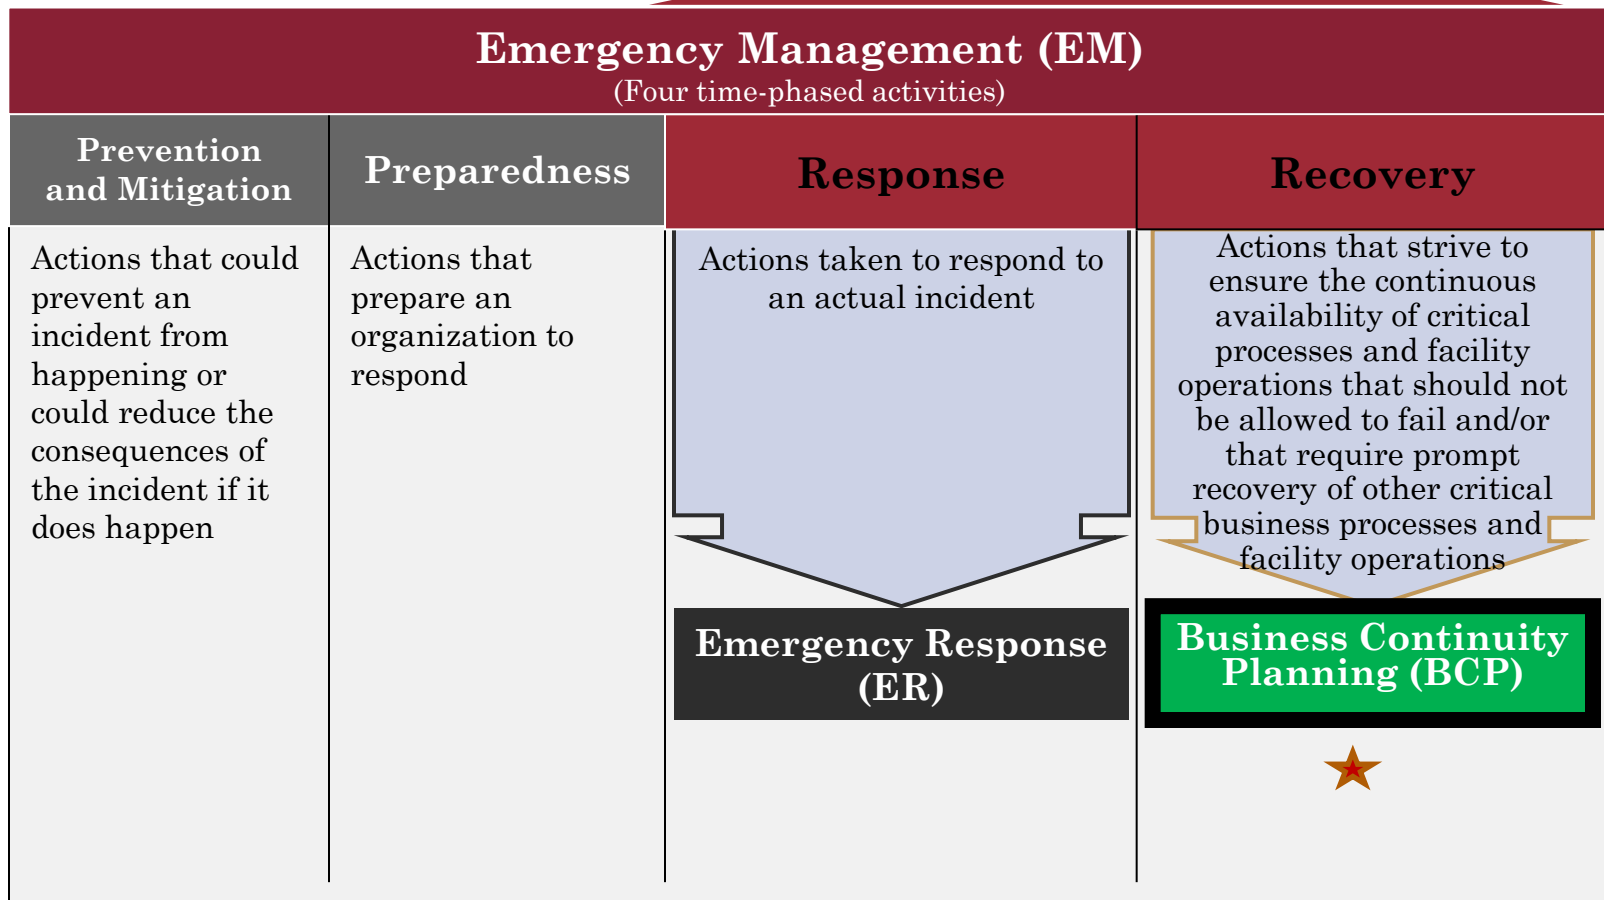 Emergency Management (EM)
(Four time-phased activities)
Prevention
and Mitigation
Preparedness
Response
Recovery
Actions that could
prevent an
incident from
happening or
could reduce the
consequences of
the incident if it
does happen
Actions that
prepare an
organization to
respond
Actions taken to respond to
an actual incident
Actions that strive to
ensure the continuous
availability of critical
processes and facility
operations that should not
be allowed to fail and/or
that require prompt
recovery of other critical
business processes and
facility operations
Emergency Response
(ER)
Business Continuity
Planning (BCP)